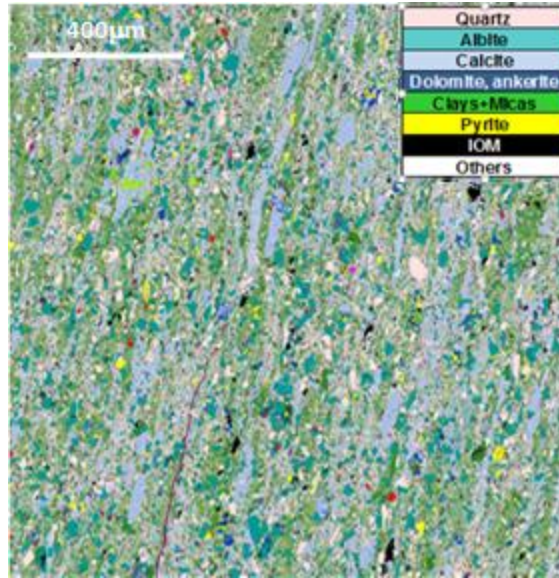 400µm
Quartz
Albite
Calcite
Dolomite, ankerite
Clays+Micas
Pyrite
IOM
Others